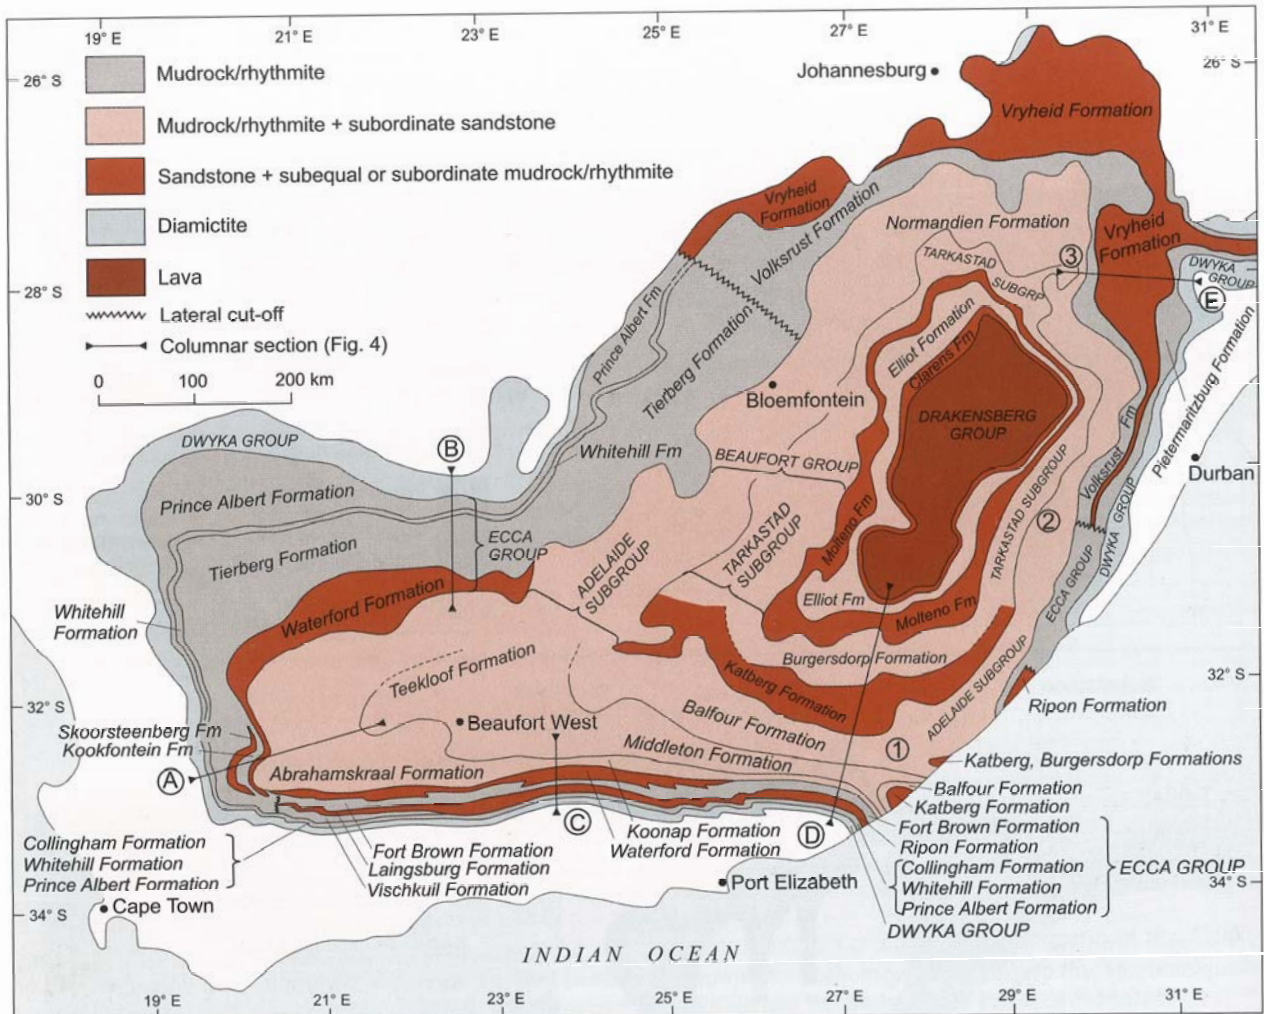 19° E
21° E
23° E
25° E
27° E
31° E
26° S
26° S
Mudrock/rhythmite
Mudrock/rhythmite + subordinate sandstone
Sandstone + subequal or subordinate mudrock/rhythmite
Diamictite
Lava
Lateral cut-off
Columnar section (Fig. 4)
0 100 200 km
Johannesburg
Vryheid Formation
Vryheid
Formation
Volksrust Formation
Normandien Formation
Vryheid
Formation
TARKASTAD
SUBGRP
3
DWYKA
GROUP
E
28° S
Prince Albert Fm
Tierberg Formation
Elliot Formation
Clarens Fm
Pietermaritzburg Formation
Bloemfontein
DRAKENSBERG
GROUP
DWYKA GROUP
B
Whitehill Fm
BEAUFORT GROUP
Volksrust Fm
Durban
30° S
Prince Albert Formation
ECCA
GROUP
Tierberg Formation
ADELAIDE
SUBGROUP
TARKASTAD
SUBGROUP
Molteno Fm
TARKASTAD SUBGROUP
2
DWYKA GROUP
ECCA GROUP
Whitehill
Formation
Waterford Formation
Elliot Fm
Molteno Fm
Burgersdorp Formation
Teekloof Formation
Katberg Formation
ADELAIDE SUBGROUP
32° S
32° S
Ripon Formation
Skoorsteenberg Fm
Kookfontein Fm
Beaufort West
Balfour Formation
Middleton Formation
1
A
Abrahamskraal Formation
Katberg, Burgersdorp Formations
Balfour Formation
Katberg Formation
C
D
Koonap Formation
Waterford Formation
Collingham Formation
Whitehill Formation
Prince Albert Formation
Fort Brown Formation
Laingsburg Formation
Vischkuil Formation
Fort Brown Formation
Ripon Formation
Collingham Formation
Whitehill Formation
Prince Albert Formation
ECCA GROUP
DWYKA GROUP
Port Elizabeth
34° S
34° S
Cape Town
INDIAN OCEAN
19° E
21° E
23° E
25° E
27° E
29° E
31° E